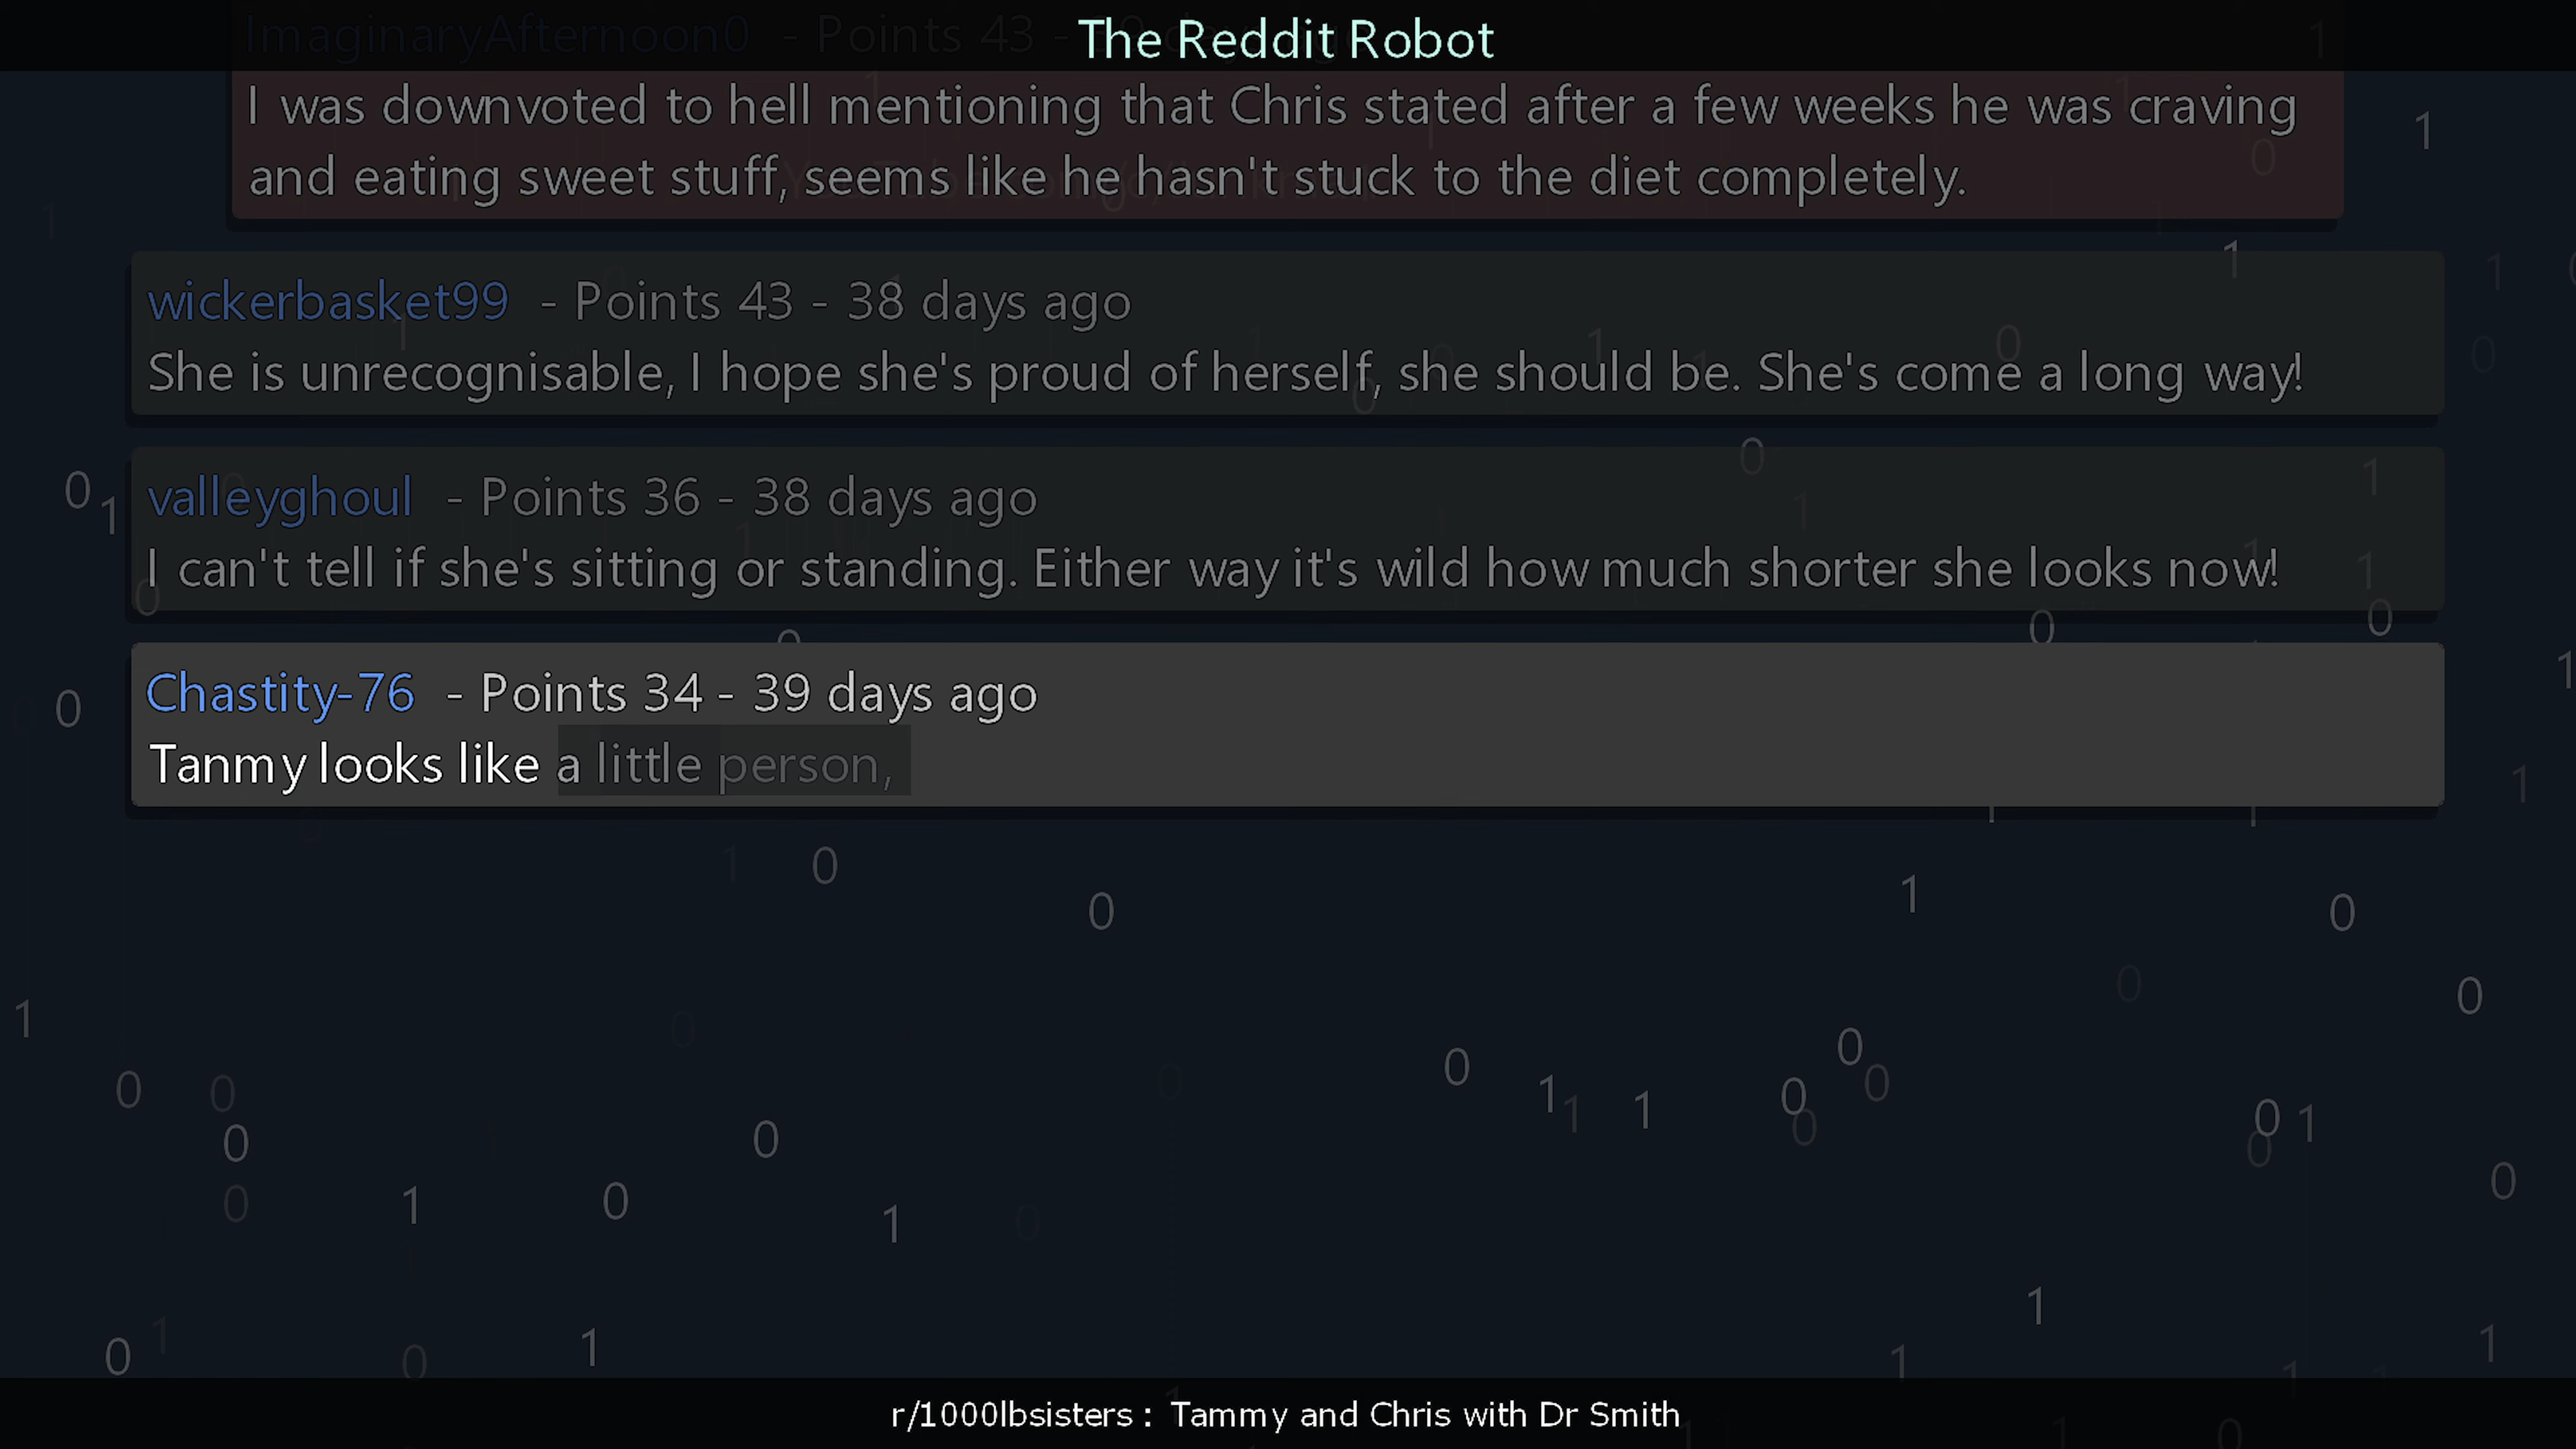 The Reddit Robot
ImaginaryAfternoon0 - Points 43 -
I was downvoted to hell mentioning that Chris stated after a few weeks he was craving
and eating sweet stuff, seems like he hasn't stuck to the diet completely.
wickerbasket99 - Points 43 - 38 days ago
She is unrecognisable, I hope she's proud of herself, she should be. She's come a long way!
valleyghoul - Points 36 - 38 days ago
I can't tell if she's sitting or standing. Either way it's wild how much shorter she looks now!
Chastity-76 - Points 34 - 39 days ago
Tanmy looks like a little person,
r/1000lbsisters : Tammy and Chris with Dr Smith